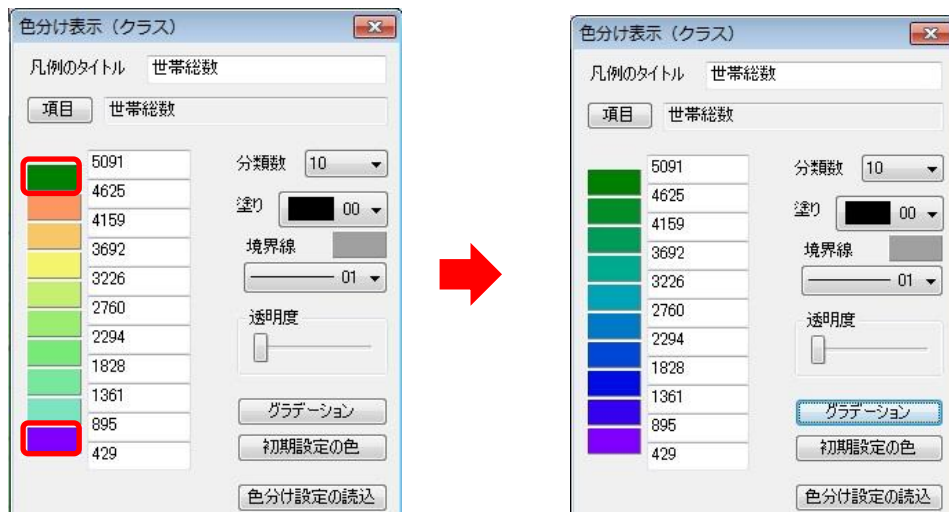 色分け表示（クラス）
凡例のタイトル 世帯総数
項目 世帯総数
5091
4625
4159
3692
3226
2760
2294
1828
1361
895
429
分類数 10
塗り 00
境界線
01
透明度
グラデーション
初期設定の色
色分け設定の読込
色分け表示（クラス）
凡例のタイトル 世帯総数
項目 世帯総数
5091
4625
4159
3692
3226
2760
2294
1828
1361
895
429
分類数 10
塗り 00
境界線
01
透明度
グラデーション
初期設定の色
色分け設定の読込